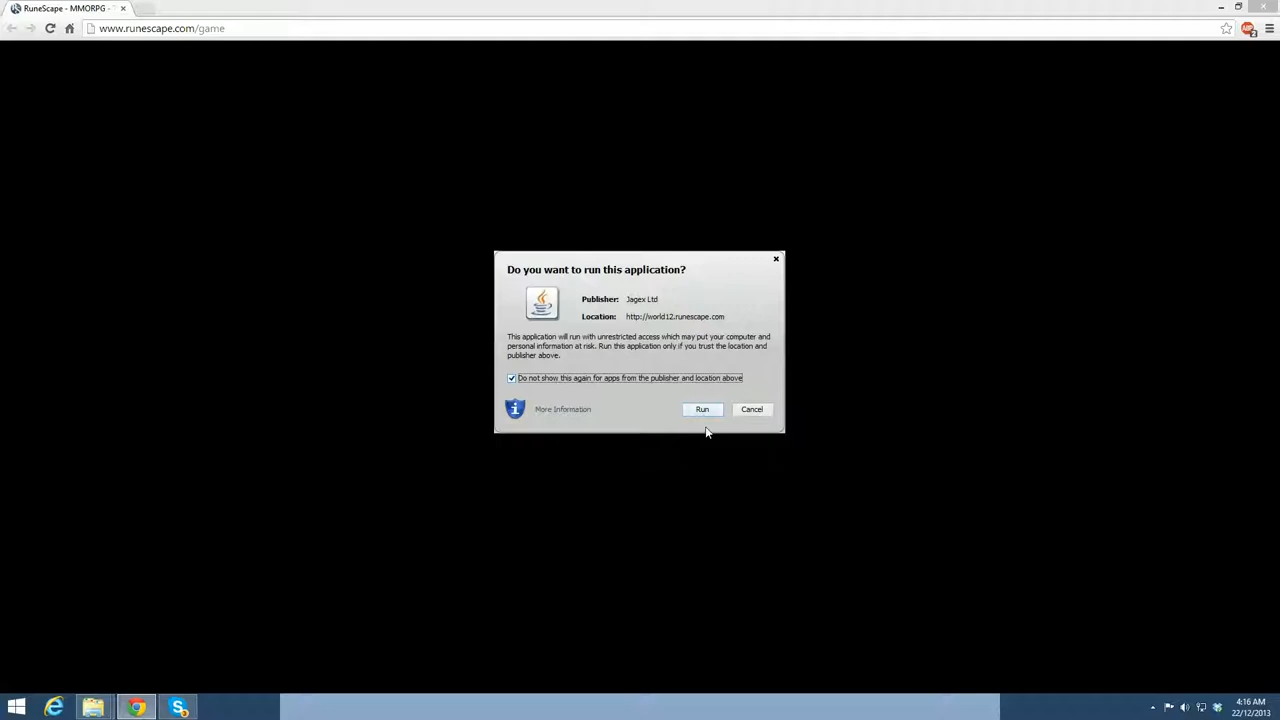 RuneScape - MMORPG -
www.runescape.com/game
Do you want to run this application?
Publisher: Jagex Ltd
Location: http://world12.runescape.com
This application will run with unrestricted access which may put your computer and
personal information at risk. Run this application only if you trust the location and
publisher above.
Do not show this again for apps from the publisher and location above
More Information
Run
Cancel
4:16 AM
22/12/2013